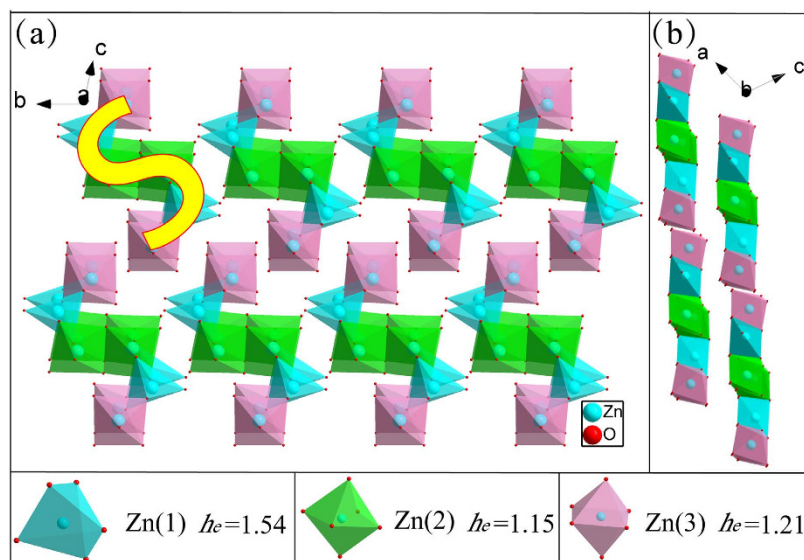 (a)
c
b
a
Zn
O
(b)
a
c
b
Zn(1) he=1.54
Zn(2) he=1.15
Zn(3) he=1.21